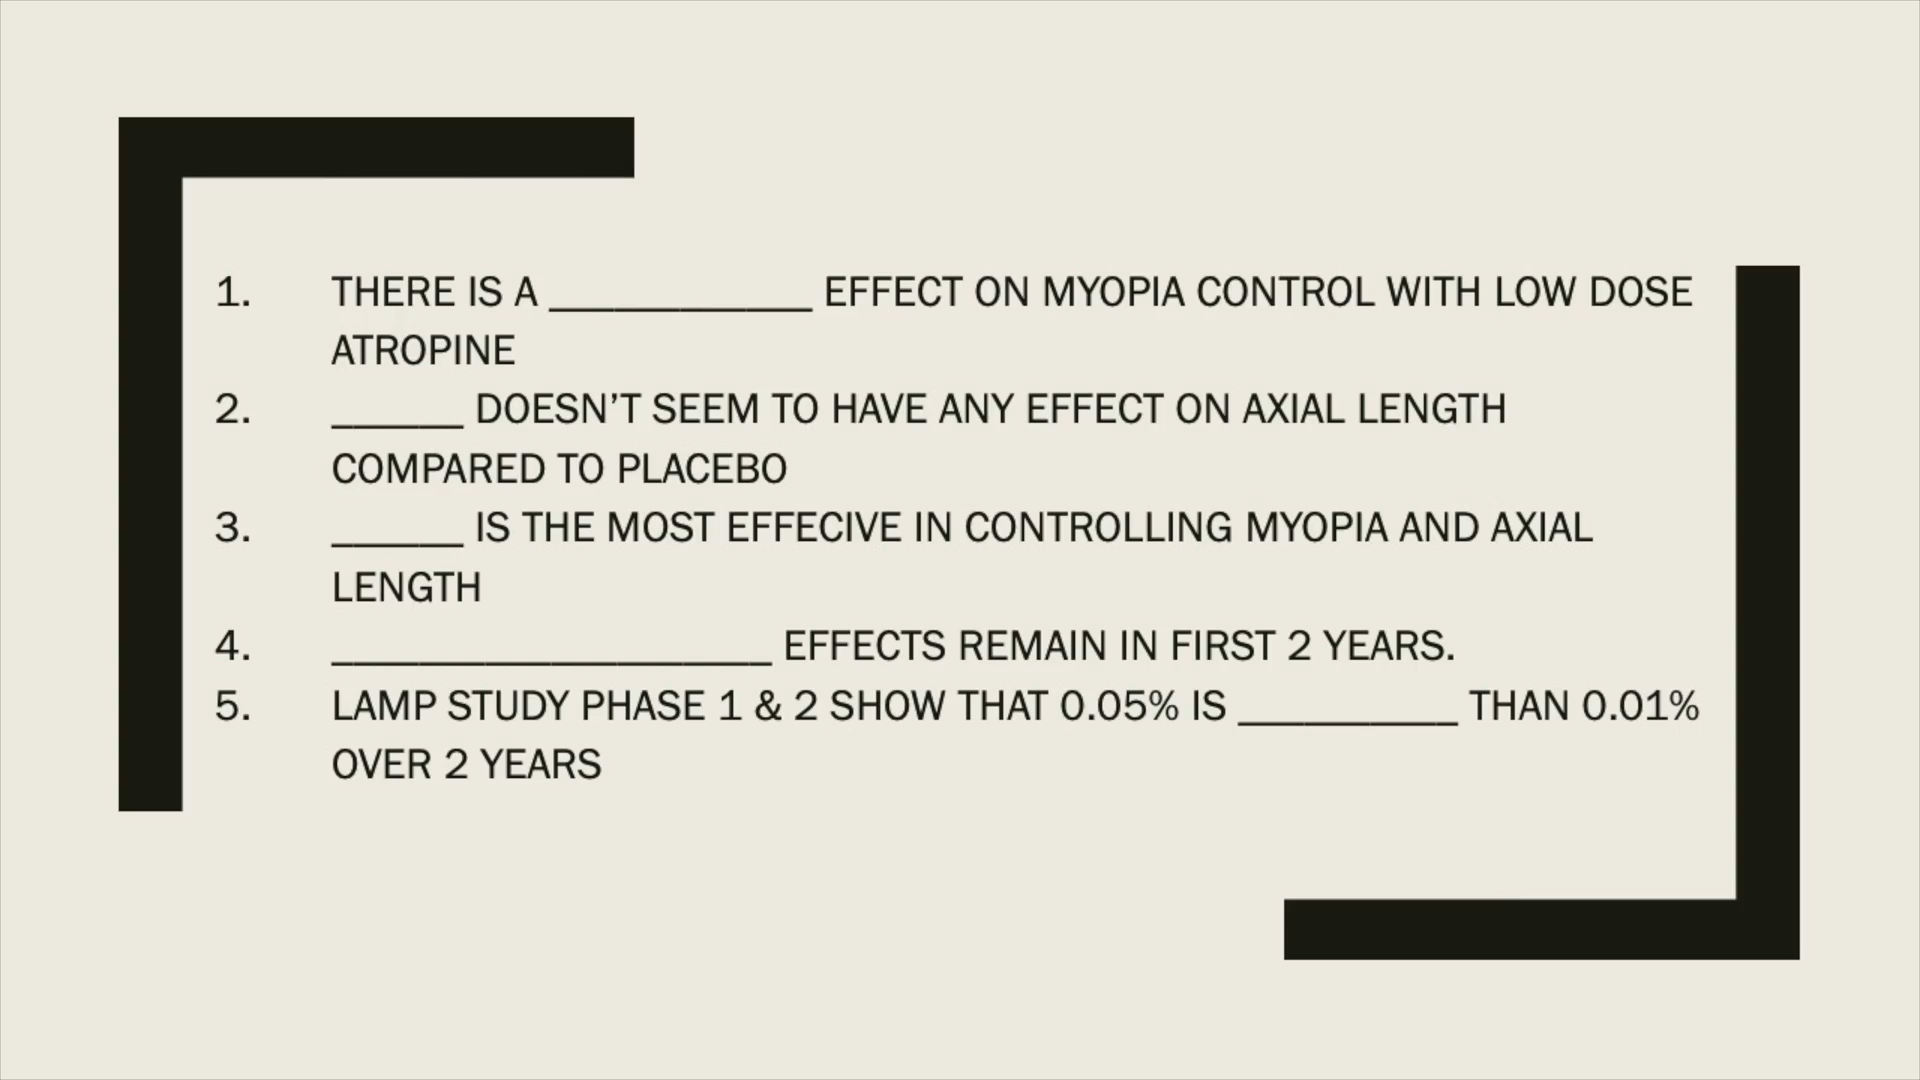 1. THERE IS A ____________ EFFECT ON MYOPIA CONTROL WITH LOW DOSE
ATROPINE
2. ______ DOESN’T SEEM TO HAVE ANY EFFECT ON AXIAL LENGTH
COMPARED TO PLACEBO
3. ______ IS THE MOST EFFECIVE IN CONTROLLING MYOPIA AND AXIAL
LENGTH
4. ____________________ EFFECTS REMAIN IN FIRST 2 YEARS.
5. LAMP STUDY PHASE 1 & 2 SHOW THAT 0.05% IS __________ THAN 0.01%
OVER 2 YEARS